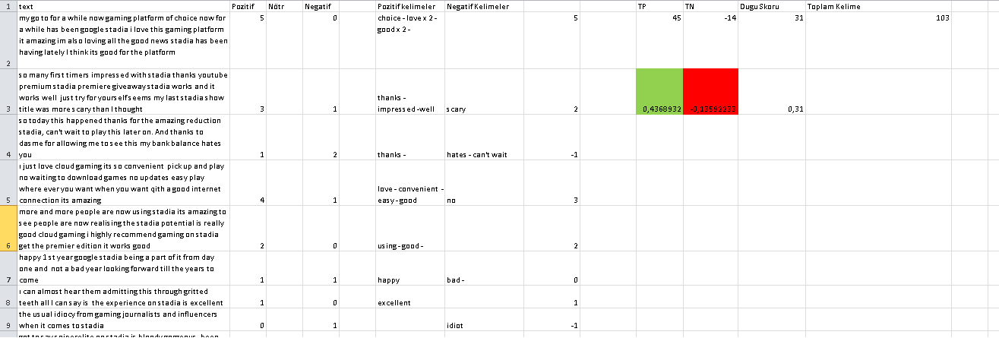 1 text Pozitif Nötr Negatif Pozitif kelimeler Negatif Kelimeler TP TN Dugu Skoru Toplam Kelime
my go to for a while now gaming platform of choice now for 5 0 choice - love x 2 - 5 45 -14 31 103
a while has been google stadia i love this gaming platform good x 2 -
it amazing im also loving all the good news stadia has been
having lately I think its good for the platform
2
so many first timers impressed with stadia thanks youtube
premium stadia premiere giveaway stadia works and it
works well just try for yourself seems my last stadia show thanks -
3 title was more scary than I thought 3 1 impressed -well scary 2 0,4368932 -0,13592233 0,31
so today this happened thanks for the amazing reduction
stadia, can't wait to play this later on. And thanks to
dasme for allowing me to see this my bank balance hates
4 you 1 2 thanks - hates - can't wait -1
ı just love cloud gaming its so convenient pick up and play
no waiting to download games no updates easy play
where ever you want when you want qith a good internet love - convenient -
5 connection its amazing 4 1 easy -good no 3
more and more people are now using stadia its amazing to
see people are now realising the stadia potential is really
good cloud gaming i highly recommend gaming on stadia
6 get the premier edition it works good 2 0 using -good - 2
happy 1 st year google stadia being a part of it from day
one and not a bad year looking forward till the years to
7 come 1 1 happy bad - 0
ı can almost hear them admitting this through gritted
8 teeth all I can say is the experience on stadia is excellent 1 0 excellent 1
the usual idiocy from gaming journalists and influencers
9 when it comes to stadia 0 1 idiot -1